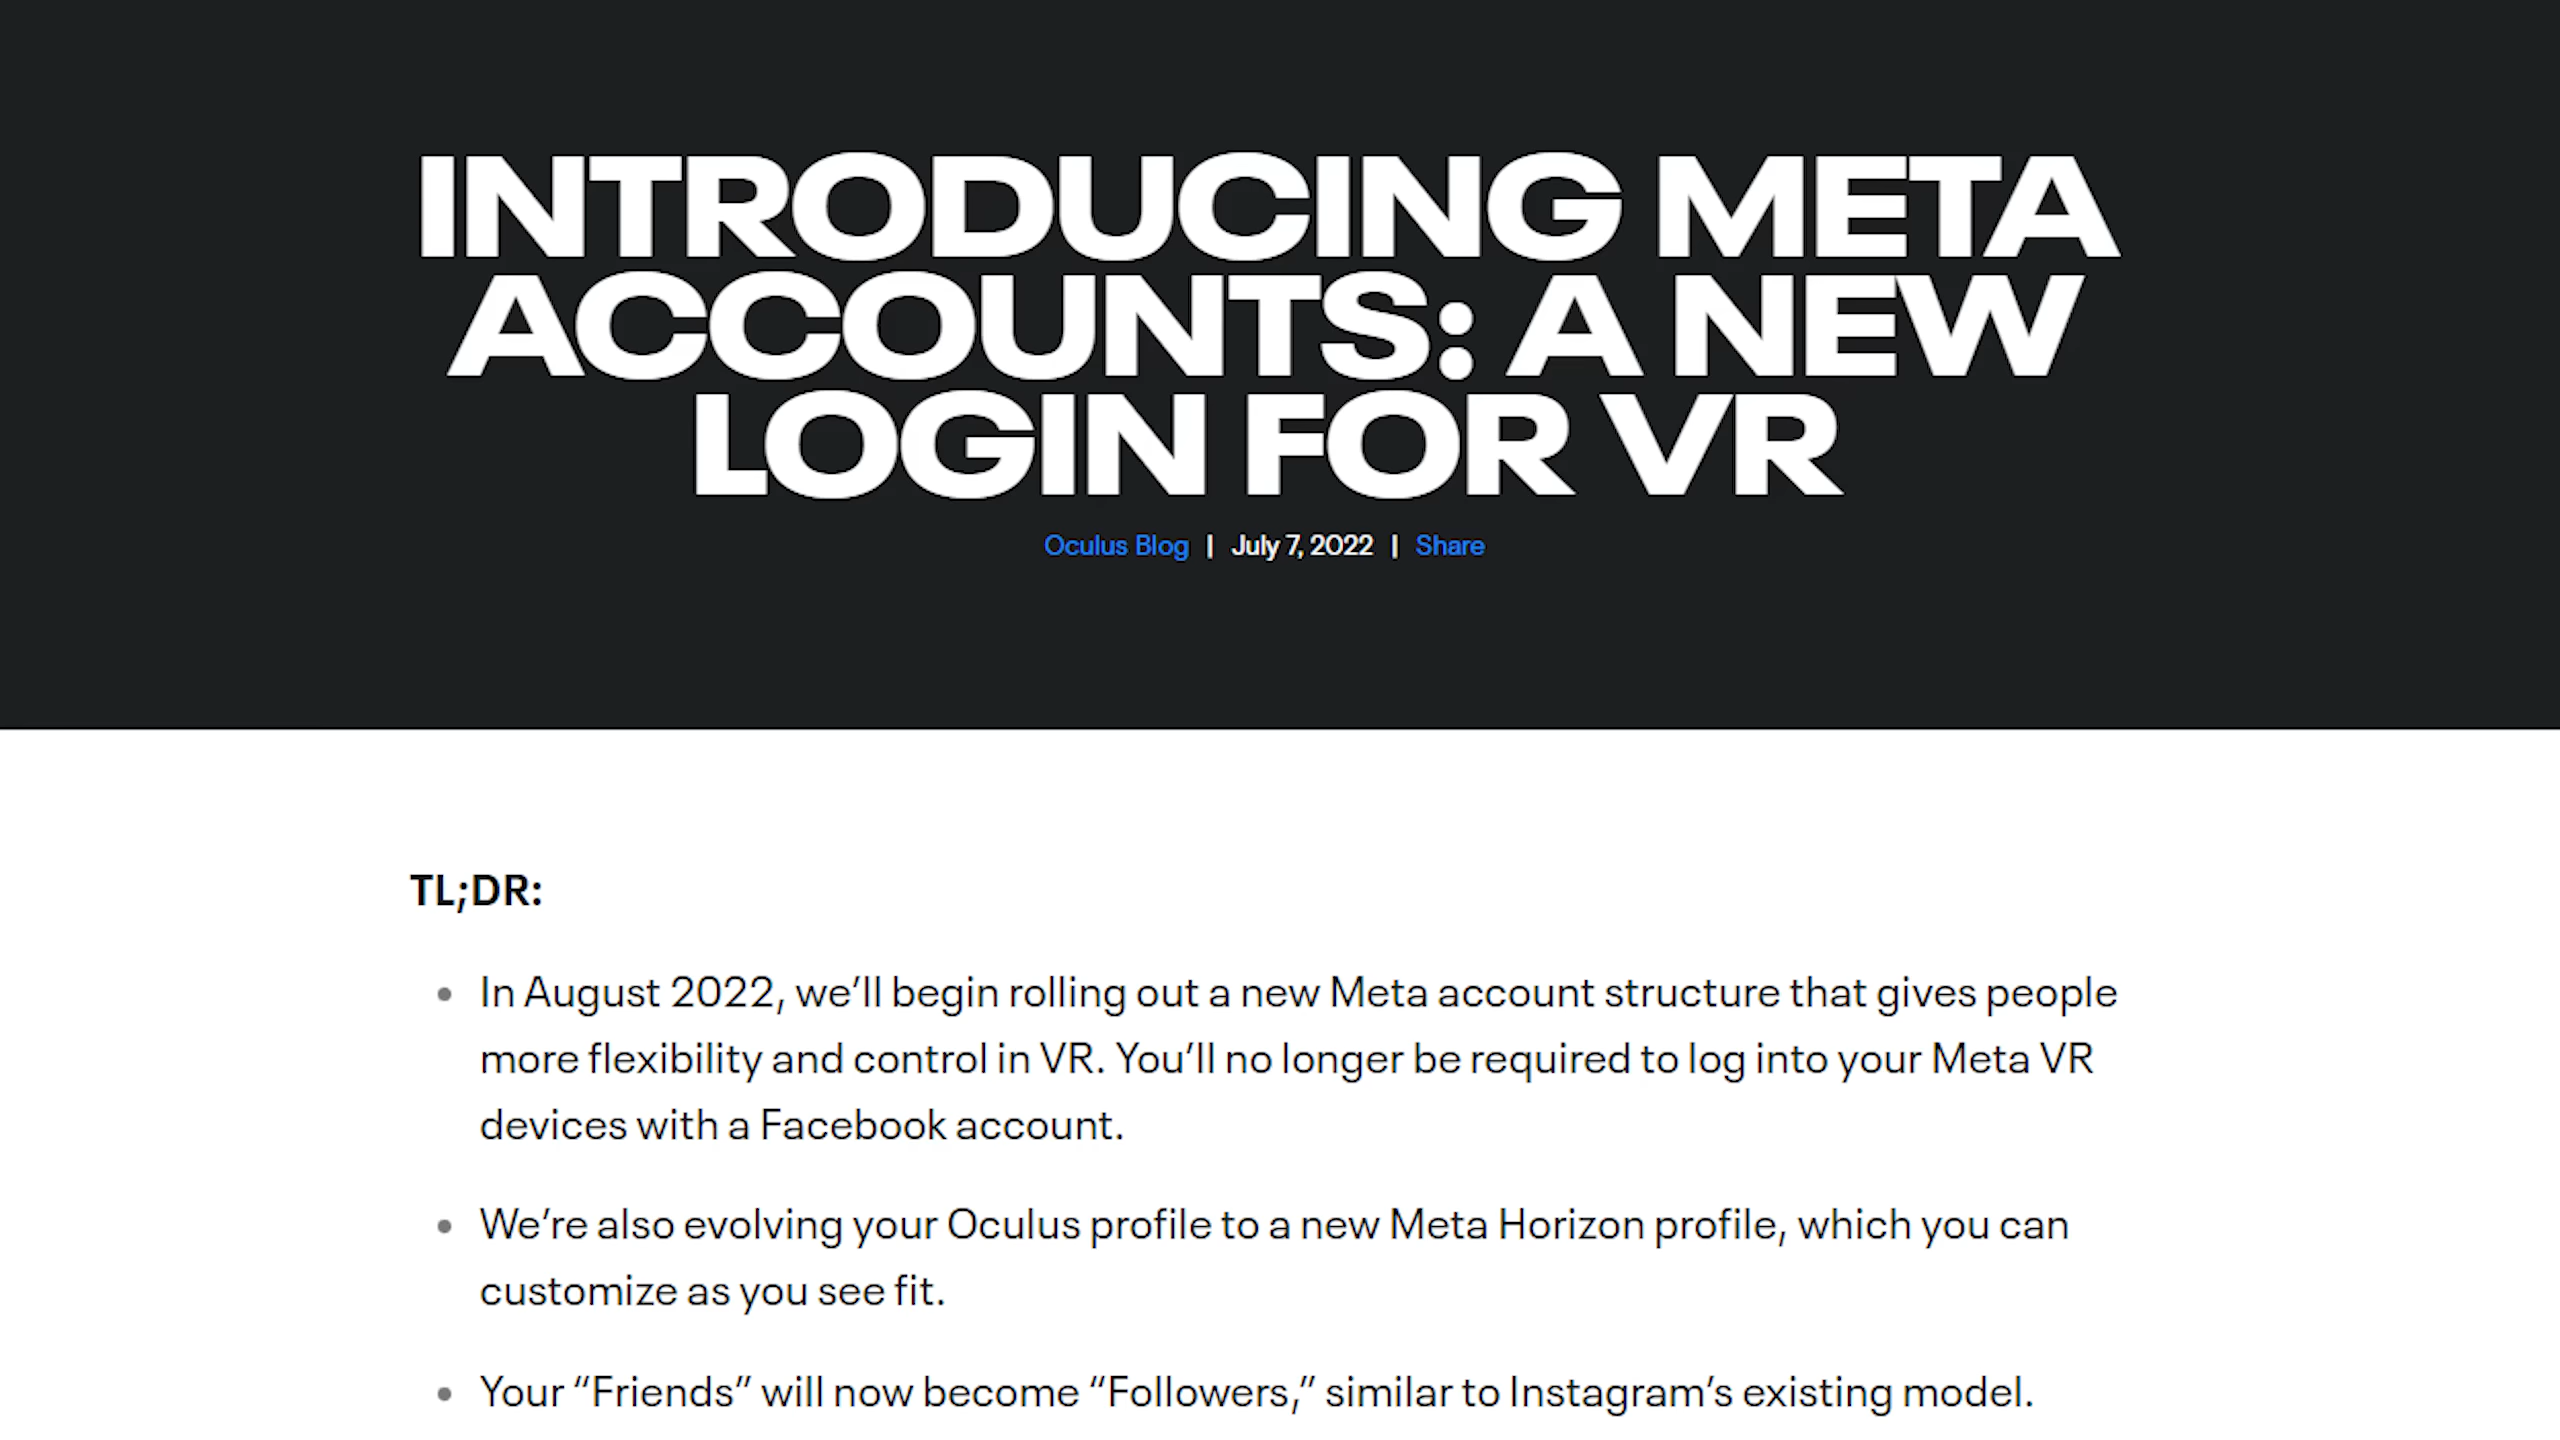 INTRODUCING META
ACCOUNTS: A NEW
LOGIN FOR VR
Oculus Blog | July 7, 2022 | Share
TL;DR:
• In August 2022, we’ll begin rolling out a new Meta account structure that gives people
more flexibility and control in VR. You’ll no longer be required to log into your Meta VR
devices with a Facebook account.
• We’re also evolving your Oculus profile to a new Meta Horizon profile, which you can
customize as you see fit.
• Your “Friends” will now become “Followers,” similar to Instagram’s existing model.